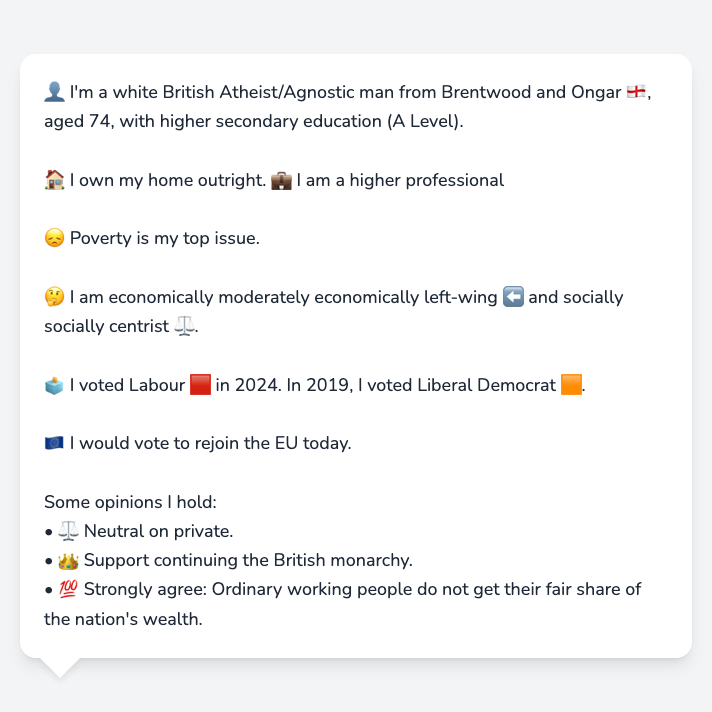 👤 I'm a white British Atheist/Agnostic man from Brentwood and Ongar 🏴󠁧󠁢󠁥󠁮󠁧󠁿,
aged 74, with higher secondary education (A Level).
🏠 I own my home outright. 💼 I am a higher professional
😞 Poverty is my top issue.
🤔 I am economically moderately economically left-wing ⬅️ and socially
socially centrist ⚖️.
🗳️ I voted Labour 🟥 in 2024. In 2019, I voted Liberal Democrat 🟧.
🇪🇺 I would vote to rejoin the EU today.
Some opinions I hold:
• ⚖️ Neutral on private.
• 👑 Support continuing the British monarchy.
• 💯 Strongly agree: Ordinary working people do not get their fair share of
the nation's wealth.